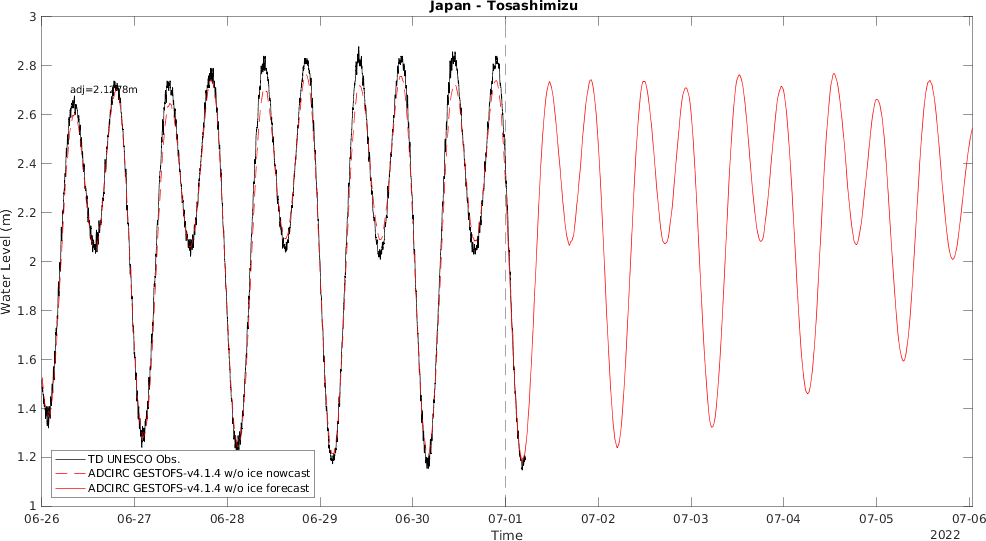 Japan - Tosashimizu
3
2.8
2.6
2.4
2.2
2
1.8
1.6
1.4
1.2
1
Water Level (m)
adj=2.1278m
TD UNESCO Obs.
ADCIRC GESTOFS-v4.1.4 w/o ice nowcast
ADCIRC GESTOFS-v4.1.4 w/o ice forecast
06-26 06-27 06-28 06-29 06-30 07-01 07-02 07-03 07-04 07-05 07-06
Time
2022